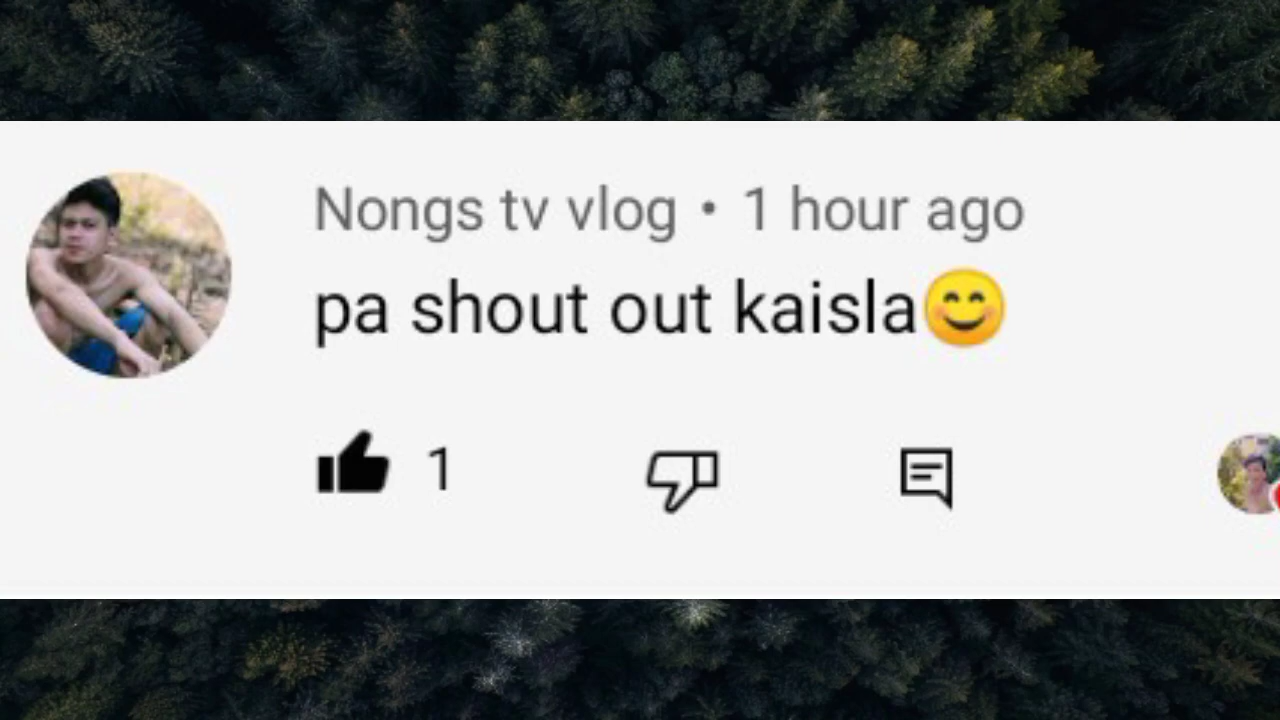 Nongs tv vlog • 1 hour ago
pa shout out kaisla😊
1